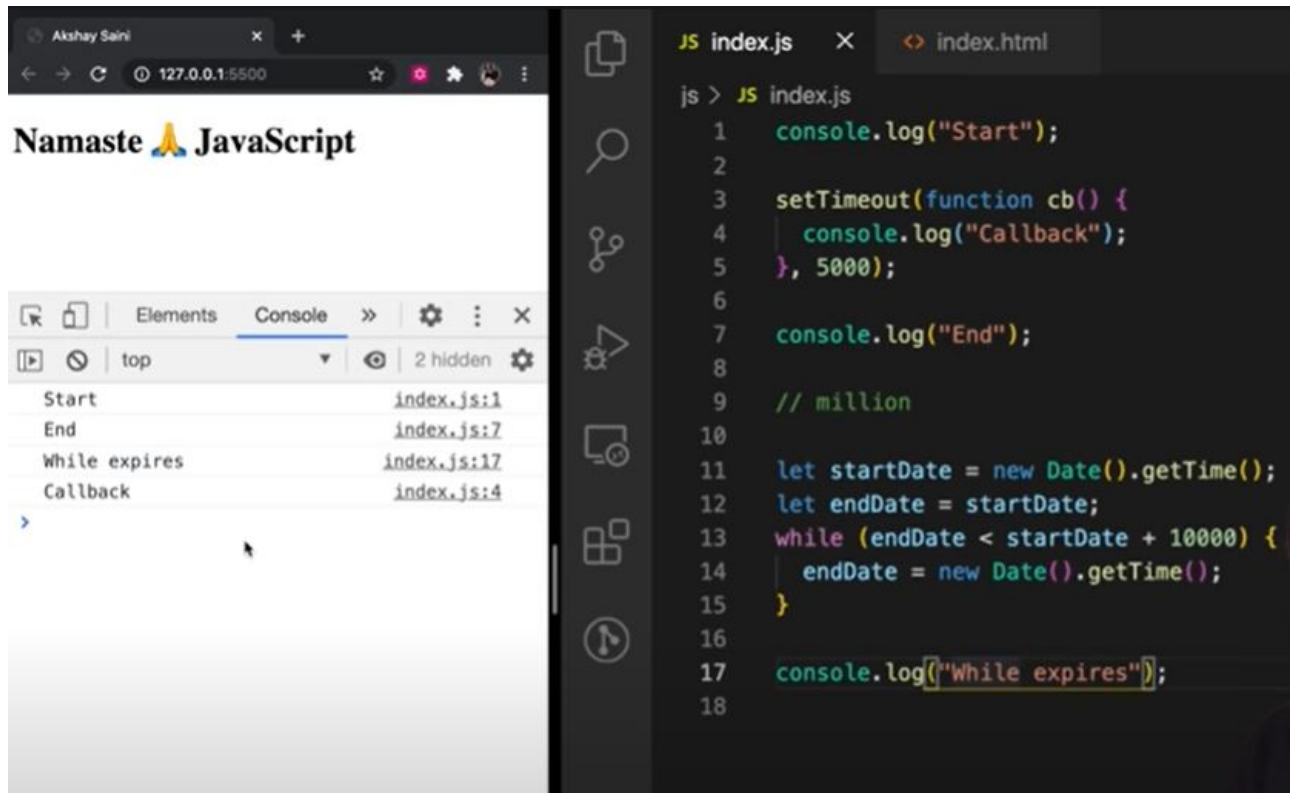 Akshay Saini
127.0.0.1:5500
Namaste 🙏 JavaScript
Elements Console »
top 2 hidden
Start index.js:1
End index.js:7
While expires index.js:17
Callback index.js:4
JS index.js <> index.html
js > JS index.js
1 console.log("Start");
2
3 setTimeout(function cb() {
4 console.log("Callback");
5 }, 5000);
6
7 console.log("End");
8
9 // million
10
11 let startDate = new Date().getTime();
12 let endDate = startDate;
13 while (endDate < startDate + 10000) {
14 endDate = new Date().getTime();
15 }
16
17 console.log("While expires");
18